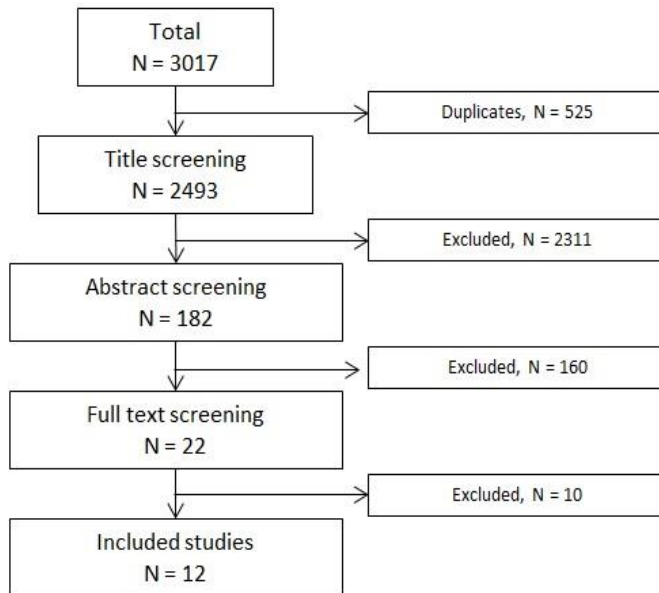 Total
N = 3017
Duplicates, N = 525
Title screening
N = 2493
Excluded, N = 2311
Abstract screening
N = 182
Excluded, N = 160
Full text screening
N = 22
Excluded, N = 10
Included studies
N = 12